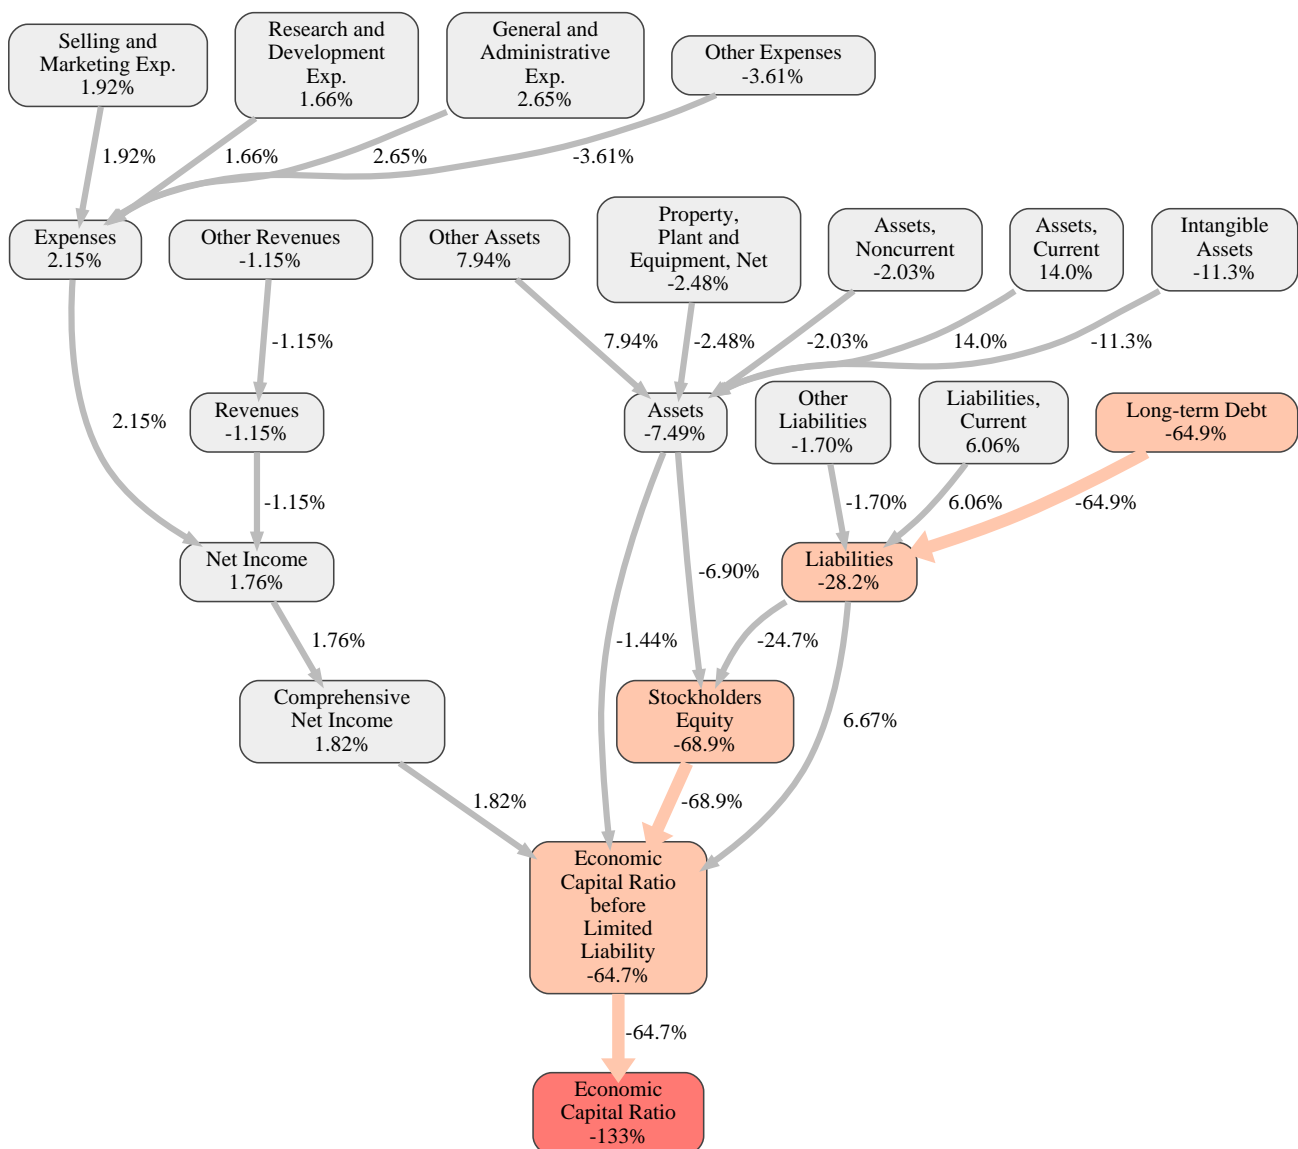 Selling and
Marketing Exp.
1.92%
Research and
Development
Exp.
1.66%
General and
Administrative
Exp.
2.65%
Other Expenses
-3.61%
1.92%
1.66%
2.65%
-3.61%
Expenses
2.15%
Other Revenues
-1.15%
Other Assets
7.94%
Property,
Plant and
Equipment, Net
-2.48%
Assets,
Noncurrent
-2.03%
Assets,
Current
14.0%
Intangible
Assets
-11.3%
-1.15%
7.94%
-2.48%
-2.03%
14.0%
-11.3%
2.15%
Revenues
-1.15%
Assets
-7.49%
Other
Liabilities
-1.70%
Liabilities,
Current
6.06%
Long-term Debt
-64.9%
-1.15%
-1.70%
6.06%
-64.9%
Net Income
1.76%
-6.90%
Liabilities
-28.2%
1.76%
-1.44%
-24.7%
Comprehensive
Net Income
1.82%
Stockholders
Equity
-68.9%
6.67%
1.82%
-68.9%
Economic
Capital Ratio
before
Limited
Liability
-64.7%
-64.7%
Economic
Capital Ratio
-133%